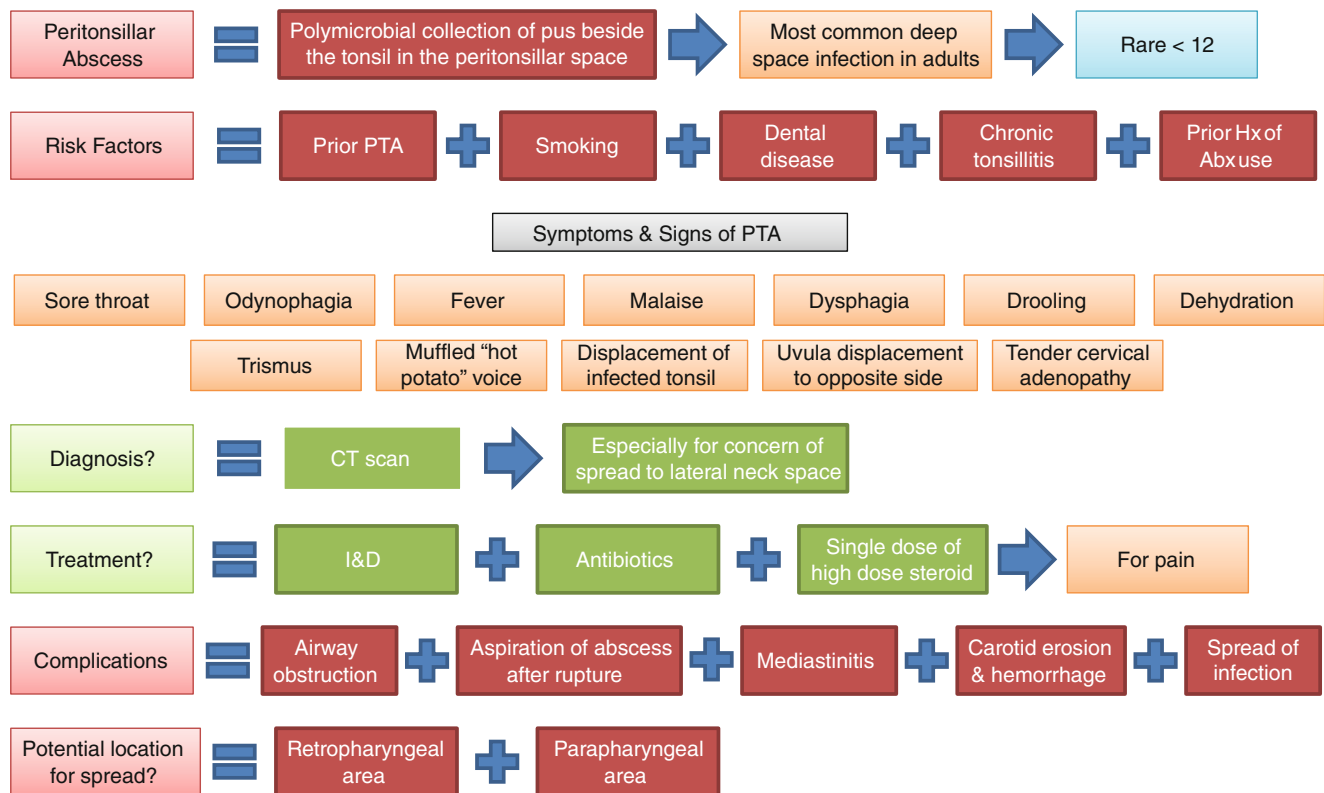 Peritonsillar
Abscess
Polymicrobial collection of pus beside
the tonsil in the peritonsillar space
Most common deep
space infection in adults
Rare < 12
Risk Factors
Prior PTA
Smoking
Dental
disease
Chronic
tonsillitis
Prior Hx of
Abx use
Symptoms & Signs of PTA
Sore throat
Odynophagia
Fever
Malaise
Dysphagia
Drooling
Dehydration
Trismus
Muffled “hot
potato” voice
Displacement of
infected tonsil
Uvula displacement
to opposite side
Tender cervical
adenopathy
Diagnosis?
CT scan
Especially for concern of
spread to lateral neck space
Treatment?
I&D
Antibiotics
Single dose of
high dose steroid
For pain
Complications
Airway
obstruction
Aspiration of abscess
after rupture
Mediastinitis
Carotid erosion
& hemorrhage
Spread of
infection
Potential location
for spread?
Retropharyngeal
area
Parapharyngeal
area